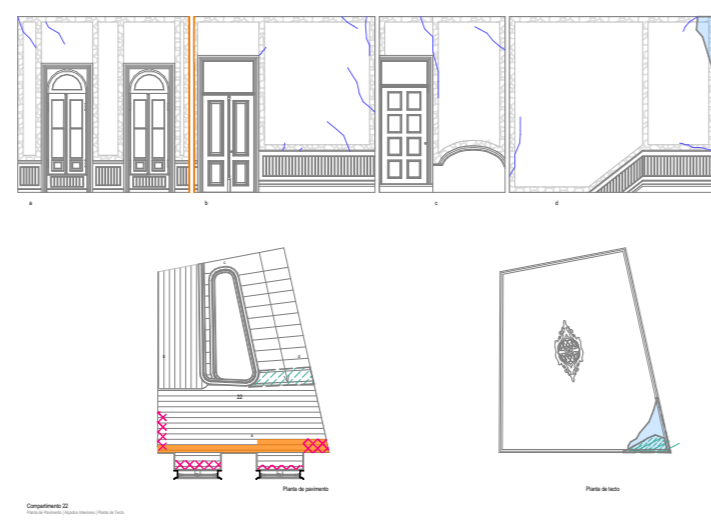 a
b
c
d
c
b
d
22
a
Planta de pavimento
Planta de tecto
Compartimento 22
Planta de Pavimento | Alçados Interiores | Planta de Tecto